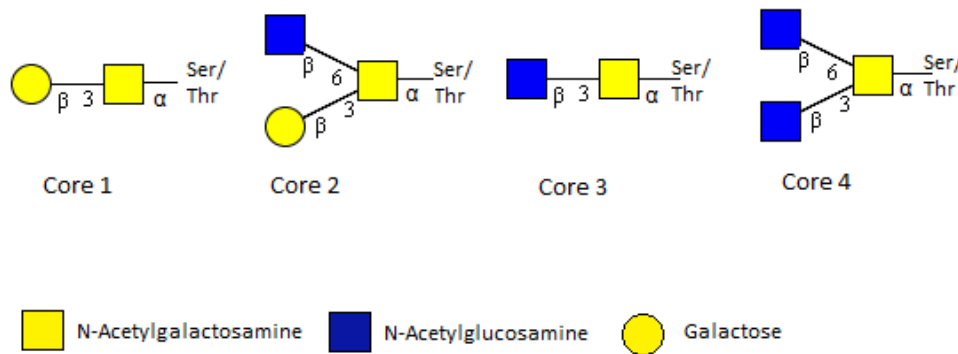 β 3 α Ser/
Thr
Core 1
β 6
β 3 α Ser/
Thr
Core 2
β 3 α Ser/
Thr
Core 3
β 6
β 3 α Ser/
Thr
Core 4
N-Acetylgalactosamine
N-Acetylglucosamine
Galactose